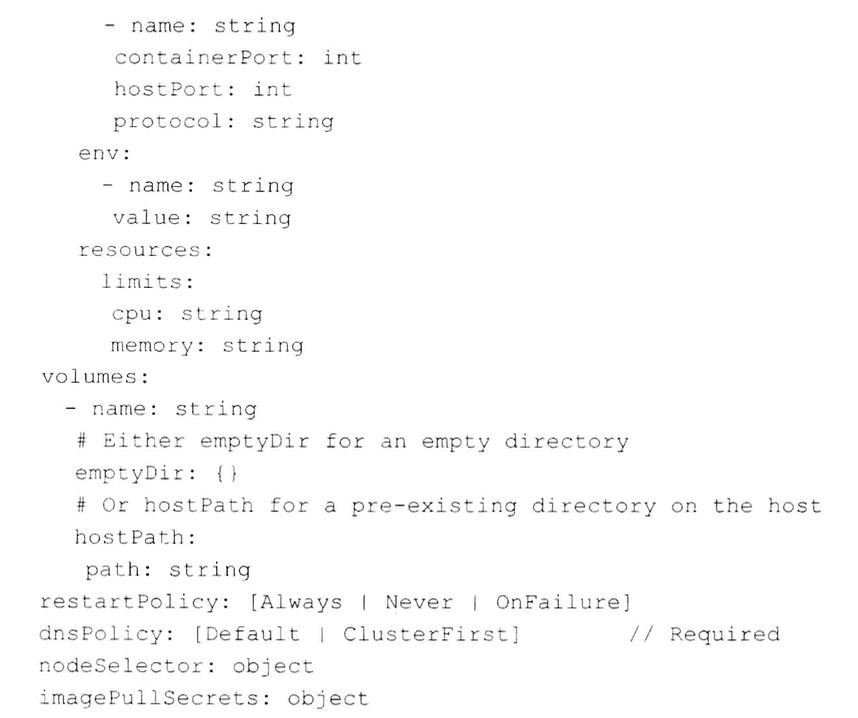 - name: string
containerPort: int
hostPort: int
protocol: string
env:
- name: string
value: string
resources:
limits:
cpu: string
memory: string
volumes:
- name: string
# Either emptyDir for an empty directory
emptyDir: {}
# Or hostPath for a pre-existing directory on the host
hostPath:
path: string
restartPolicy: [Always | Never | OnFailure]
dnsPolicy: [Default | ClusterFirst] // Required
nodeSelector: object
imagePullSecrets: object